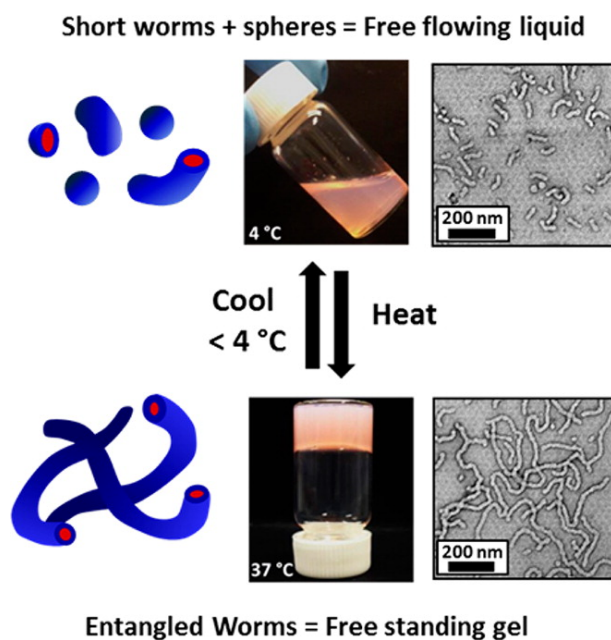 Short worms + spheres = Free flowing liquid
4 °C
200 nm
Cool
< 4 °C
Heat
37 °C
200 nm
Entangled Worms = Free standing gel